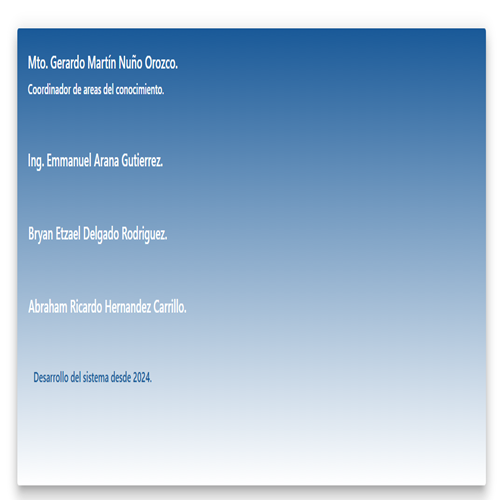 Mto. Gerardo Martín Nuño Orozco.
Coordinador de areas del conocimiento.
Ing. Emmanuel Arana Gutierrez.
Bryan Etzael Delgado Rodriguez.
Abraham Ricardo Hernandez Carrillo.
Desarrollo del sistema desde 2024.